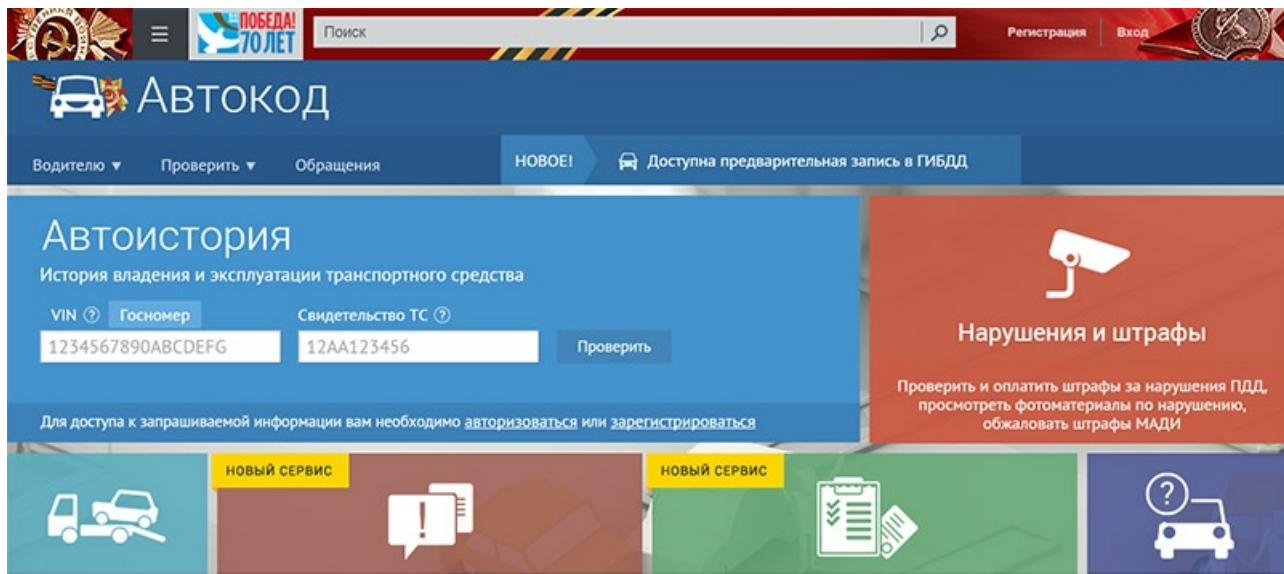 ПОБЕДА!
70 ЛЕТ
Поиск
Регистрация
Вход
Автокод
Водителю
Проверить
Обращения
НОВОЕ!
Доступна предварительная запись в ГИБДД
Автоистория
История владения и эксплуатации транспортного средства
VIN ? Госномер
Свидетельство ТС ?
1234567890ABCDEFG
12AA123456
Проверить
Для доступа к запрашиваемой информации вам необходимо авторизоваться или зарегистрироваться
Нарушения и штрафы
Проверить и оплатить штрафы за нарушения ПДД,
просмотреть фотоматериалы по нарушению,
обжаловать штрафы МАДИ
НОВЫЙ СЕРВИС
НОВЫЙ СЕРВИС